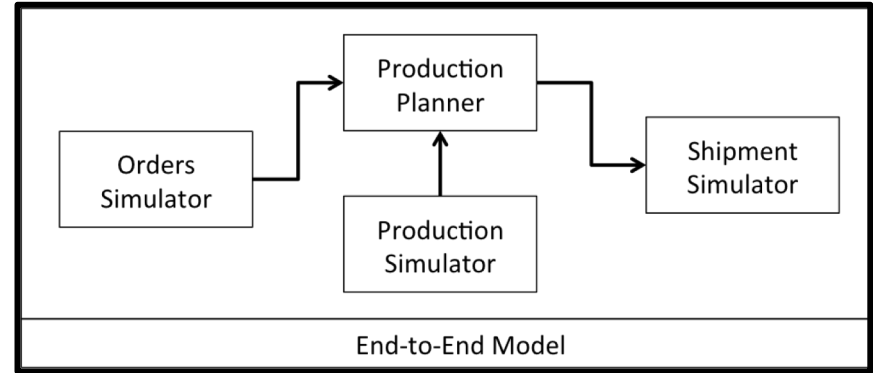 Production
Planner
Orders
Simulator
Shipment
Simulator
Production
Simulator
End-to-End Model